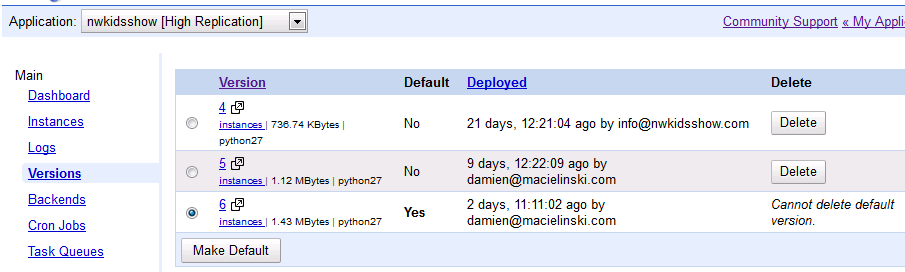 Application: nwkidsshow [High Replication] Community Support « My Appli
Main
Dashboard
Instances
Logs
Versions
Backends
Cron Jobs
Task Queues
Version Default Deployed Delete
4
instances | 736.74 KBytes |
python27
No
21 days, 12:21:04 ago by info@nwkidsshow.com
Delete
5
instances | 1.12 MBytes | python27
No
9 days, 12:22:09 ago by
damien@macielinski.com
Delete
6
instances | 1.43 MBytes | python27
Yes
2 days, 11:11:02 ago by
damien@macielinski.com
Cannot delete default
version.
Make Default